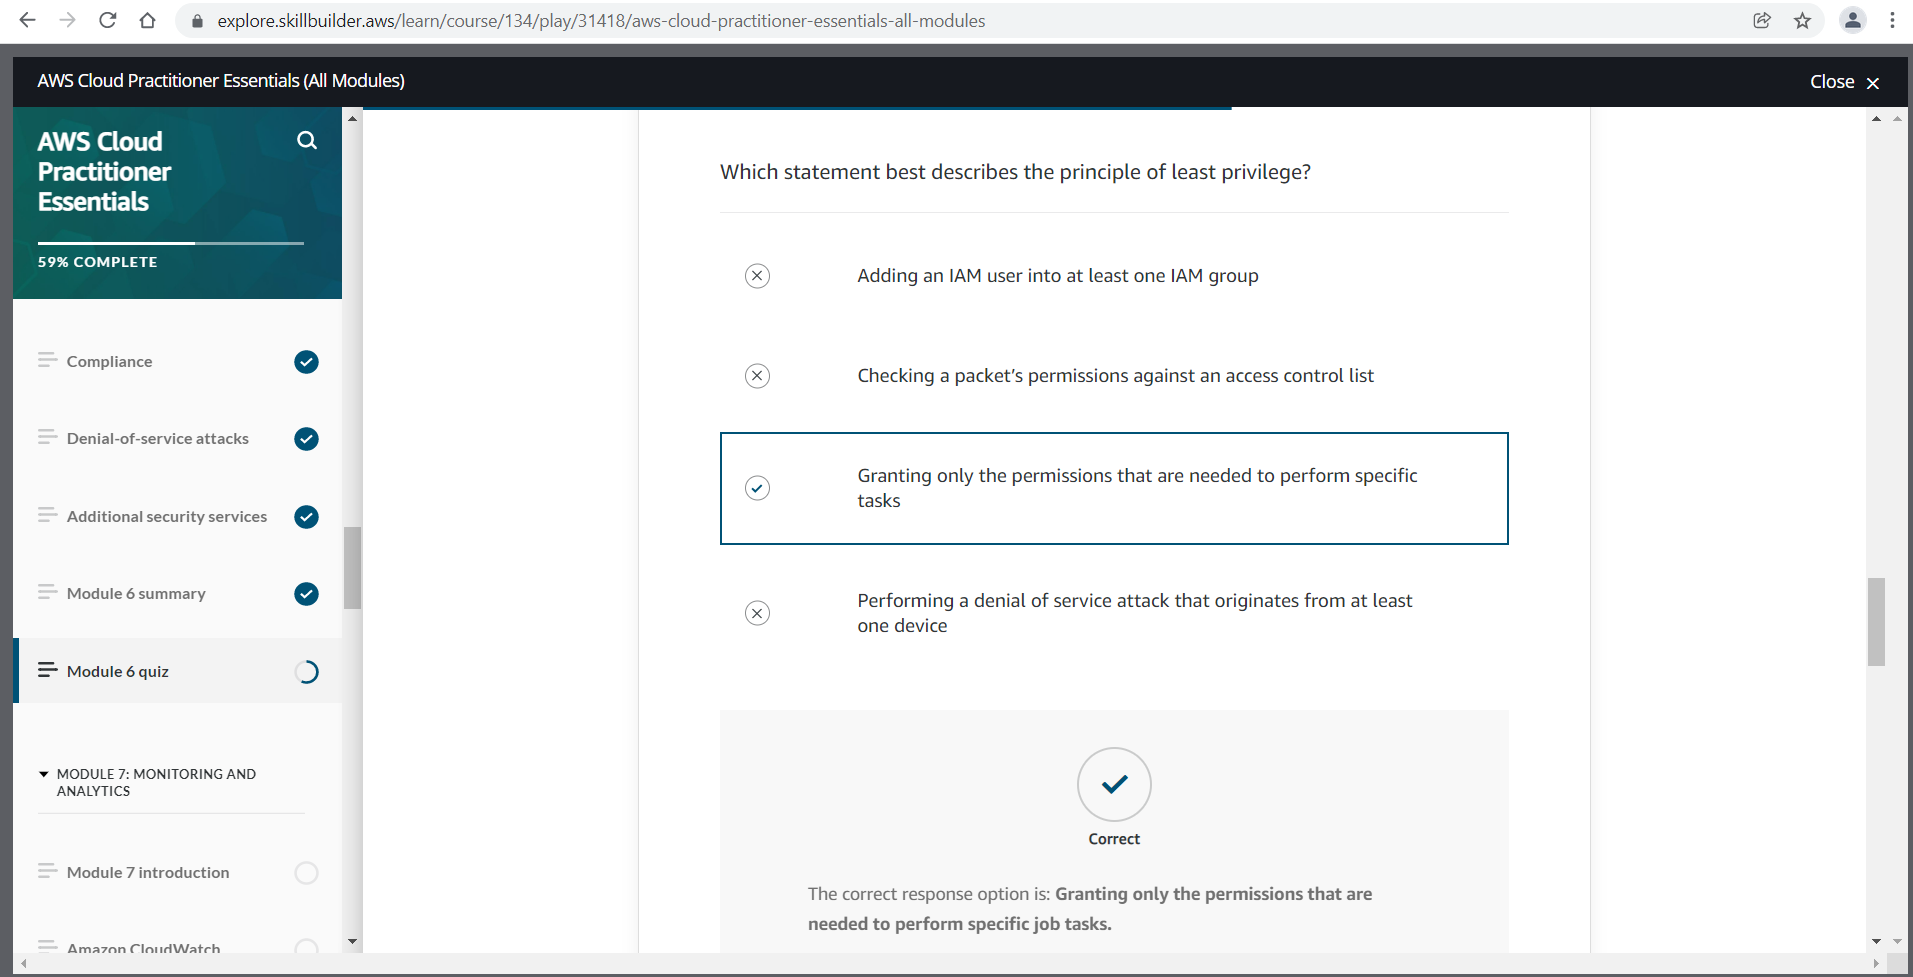 explore.skillbuilder.aws/learn/course/134/play/31418/aws-cloud-practitioner-essentials-all-modules
AWS Cloud Practitioner Essentials (All Modules)
Close
AWS Cloud
Practitioner
Essentials
59% COMPLETE
Compliance
Denial-of-service attacks
Additional security services
Module 6 summary
Module 6 quiz
MODULE 7: MONITORING AND
ANALYTICS
Module 7 introduction
Amazon CloudWatch
Which statement best describes the principle of least privilege?
Adding an IAM user into at least one IAM group
Checking a packet’s permissions against an access control list
Granting only the permissions that are needed to perform specific
tasks
Performing a denial of service attack that originates from at least
one device
Correct
The correct response option is: Granting only the permissions that are
needed to perform specific job tasks.